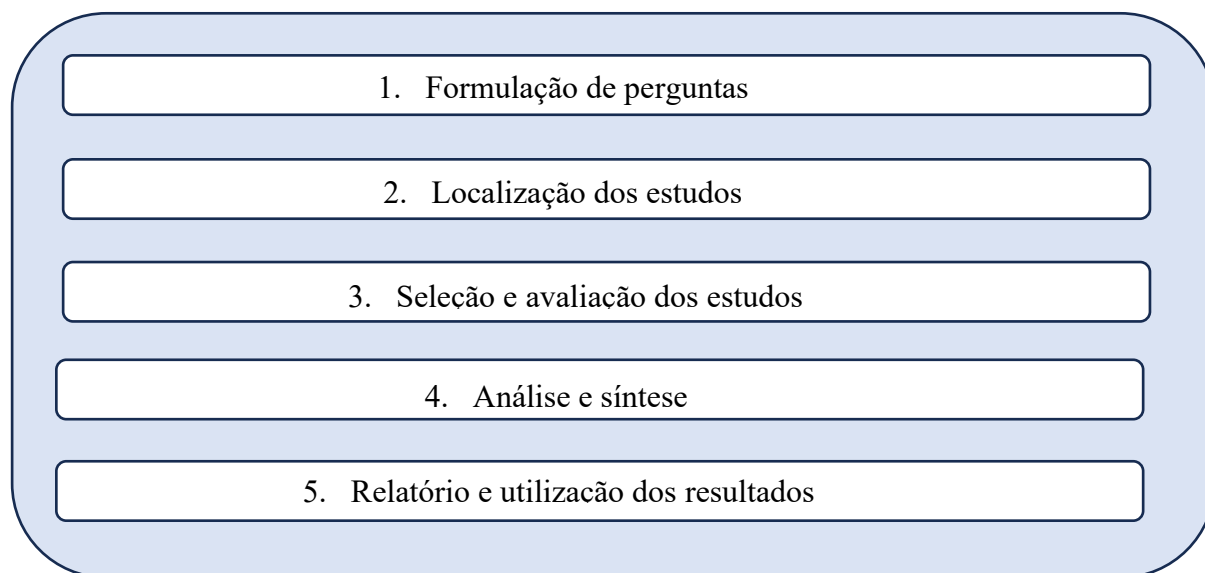 1. Formulação de perguntas
2. Localização dos estudos
3. Seleção e avaliação dos estudos
4. Análise e síntese
5. Relatório e utilização dos resultados